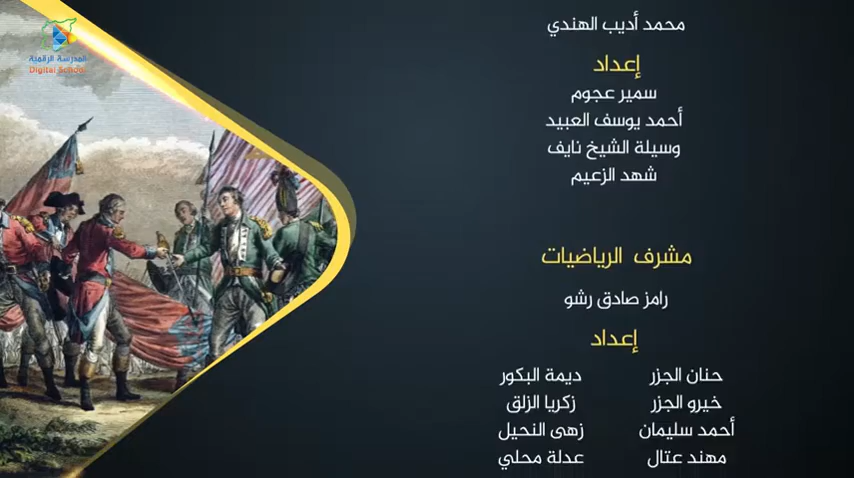 المدرسة الرقمية
Digital School
محمد أديب الهندي
إعداد
سمير عجوم
أحمد يوسف العبيد
وسيلة الشيخ نايف
شهد الزعيم
مشرف الرياضيات
رامز صادق رشو
إعداد
حنان الجزر ديمة البكور
خيرو الجزر زكريا الزلق
أحمد سليمان زهى النحيل
مهند عتال عدلة محلي